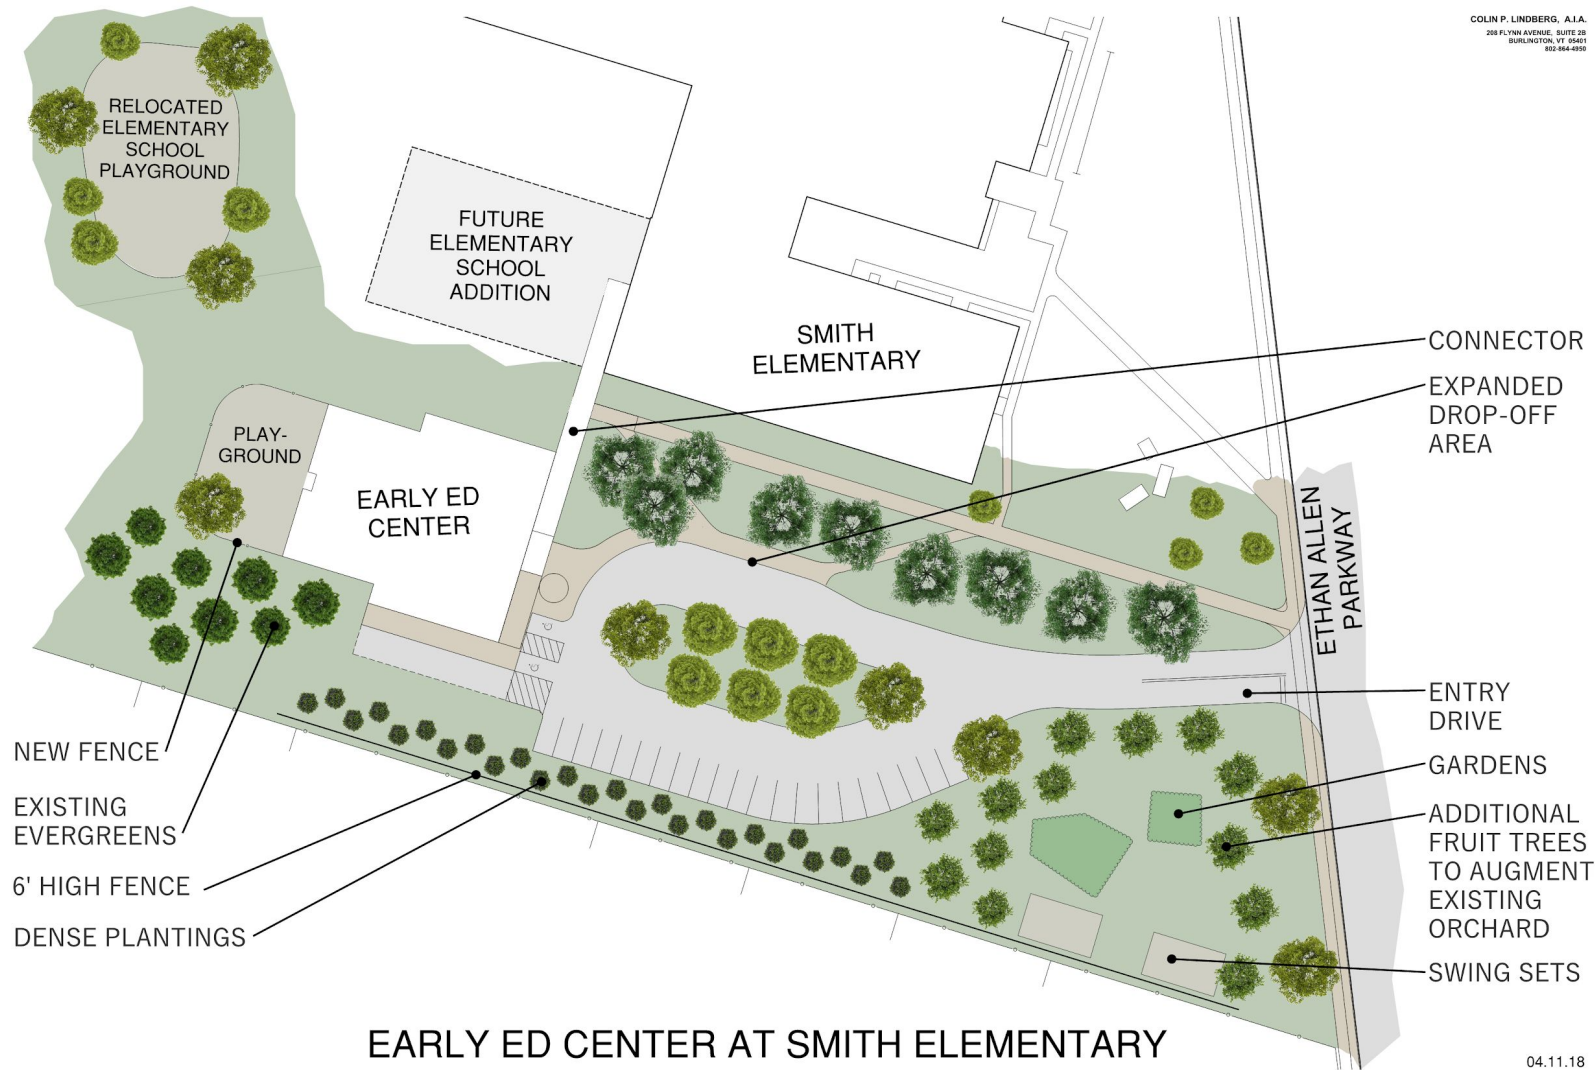 COLIN P. LINDBERG, A.I.A.
208 FLYNN AVENUE, SUITE 2B
BURLINGTON, VT 05401
802-864-4950
RELOCATED
ELEMENTARY
SCHOOL
PLAYGROUND
FUTURE
ELEMENTARY
SCHOOL
ADDITION
SMITH
ELEMENTARY
CONNECTOR
EXPANDED
DROP-OFF
AREA
PLAY-
GROUND
EARLY ED
CENTER
ETHAN ALLEN
PARKWAY
ENTRY
DRIVE
NEW FENCE
GARDENS
EXISTING
EVERGREENS
ADDITIONAL
FRUIT TREES
TO AUGMENT
EXISTING
ORCHARD
6' HIGH FENCE
DENSE PLANTINGS
SWING SETS
EARLY ED CENTER AT SMITH ELEMENTARY
04.11.18